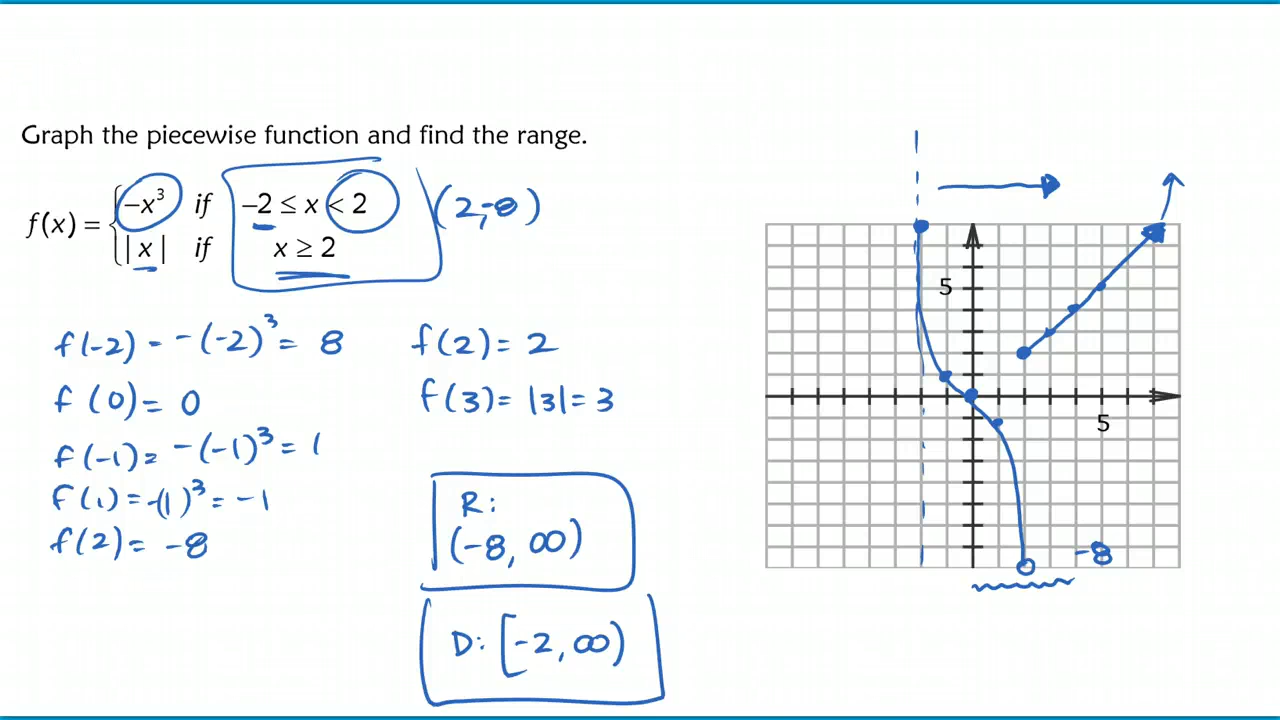 Graph the piecewise function and find the range.
f(x) = { -x³ if -2 ≤ x < 2
|x| if x ≥ 2
(2,-8)
f(-2) = -(-2)³ = 8
f(0) = 0
f(-1) = -(-1)³ = 1
f(1) = -(1)³ = -1
f(2) = -8
f(2) = 2
f(3) = |3| = 3
R:
(-8, ∞)
D: [-2, ∞)
5
5
-8